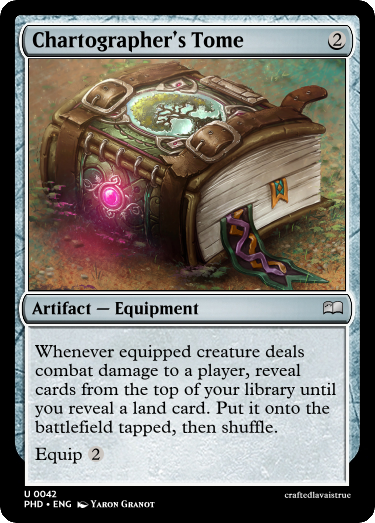 Chartographer's Tome 2
Artifact — Equipment
Whenever equipped creature deals
combat damage to a player, reveal
cards from the top of your library until
you reveal a land card. Put it onto the
battlefield tapped, then shuffle.
Equip 2
U 0042
PHD • ENG Yaron Granot
craftedlavaistrue